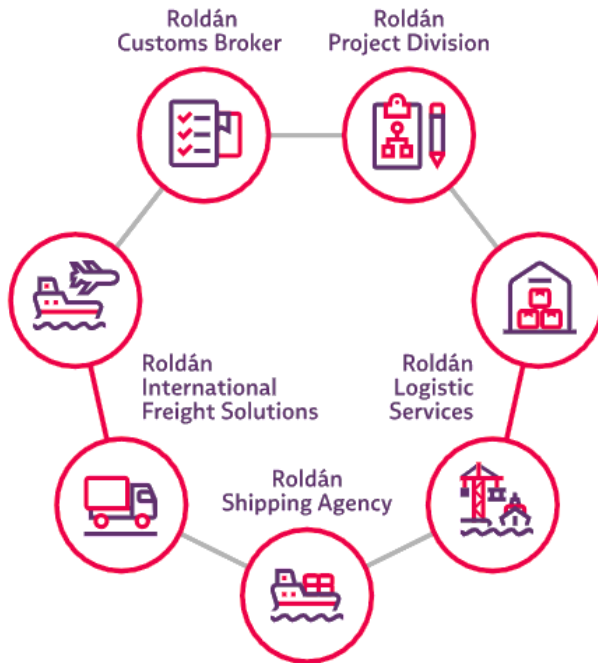 Roldán
Customs Broker
Roldán
Project Division
Roldán
International
Freight Solutions
Roldán
Logistic
Services
Roldán
Shipping Agency